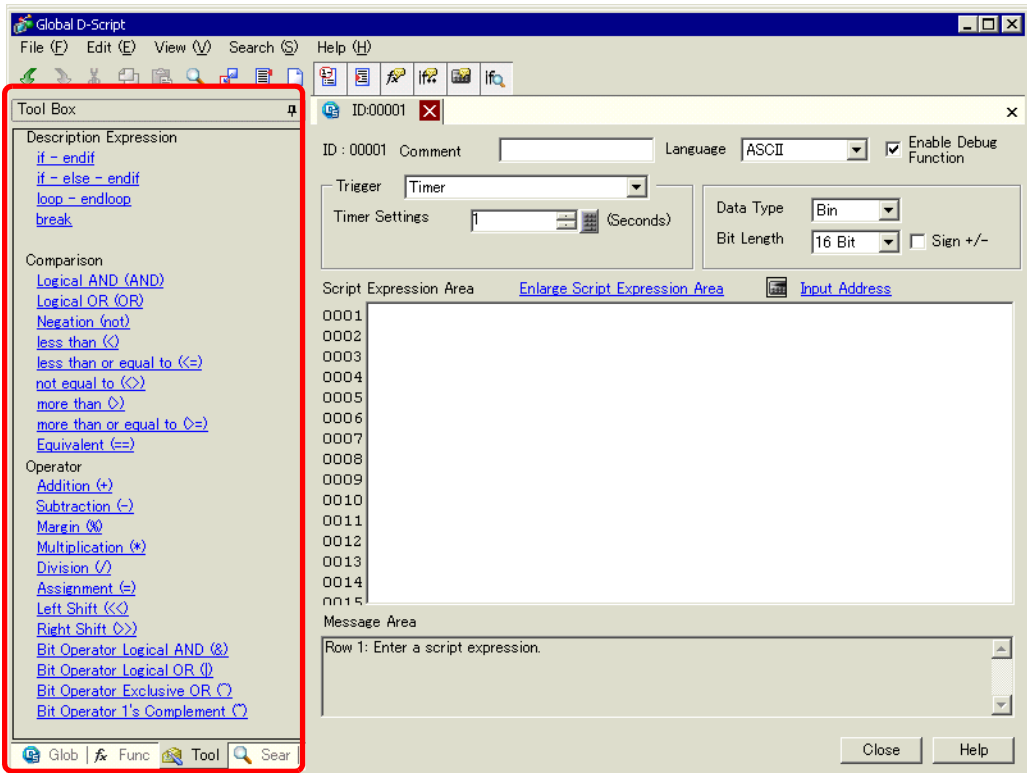 Global D-Script
File (F) Edit (E) View (V) Search (S) Help (H)
Tool Box
Description Expression
if - endif
if - else - endif
loop - endloop
break
Comparison
Logical AND (AND)
Logical OR (OR)
Negation (not)
less than (<)
less than or equal to (<=)
not equal to (<>)
more than (>)
more than or equal to (>=)
Equivalent (==)
Operator
Addition (+)
Subtraction (-)
Margin (%)
Multiplication (*)
Division (/)
Assignment (=)
Left Shift (<<)
Right Shift (>>)
Bit Operator Logical AND (&)
Bit Operator Logical OR (|)
Bit Operator Exclusive OR (^)
Bit Operator 1's Complement (~)
Glob fx Func Tool Sear
ID:00001
ID : 00001 Comment Language ASCII Enable Debug
Function
Trigger Timer
Timer Settings 1 (Seconds)
Data Type Bin
Bit Length 16 Bit Sign +/-
Script Expression Area Enlarge Script Expression Area Input Address
0001
0002
0003
0004
0005
0006
0007
0008
0009
0010
0011
0012
0013
0014
0015
Message Area
Row 1: Enter a script expression.
Close Help